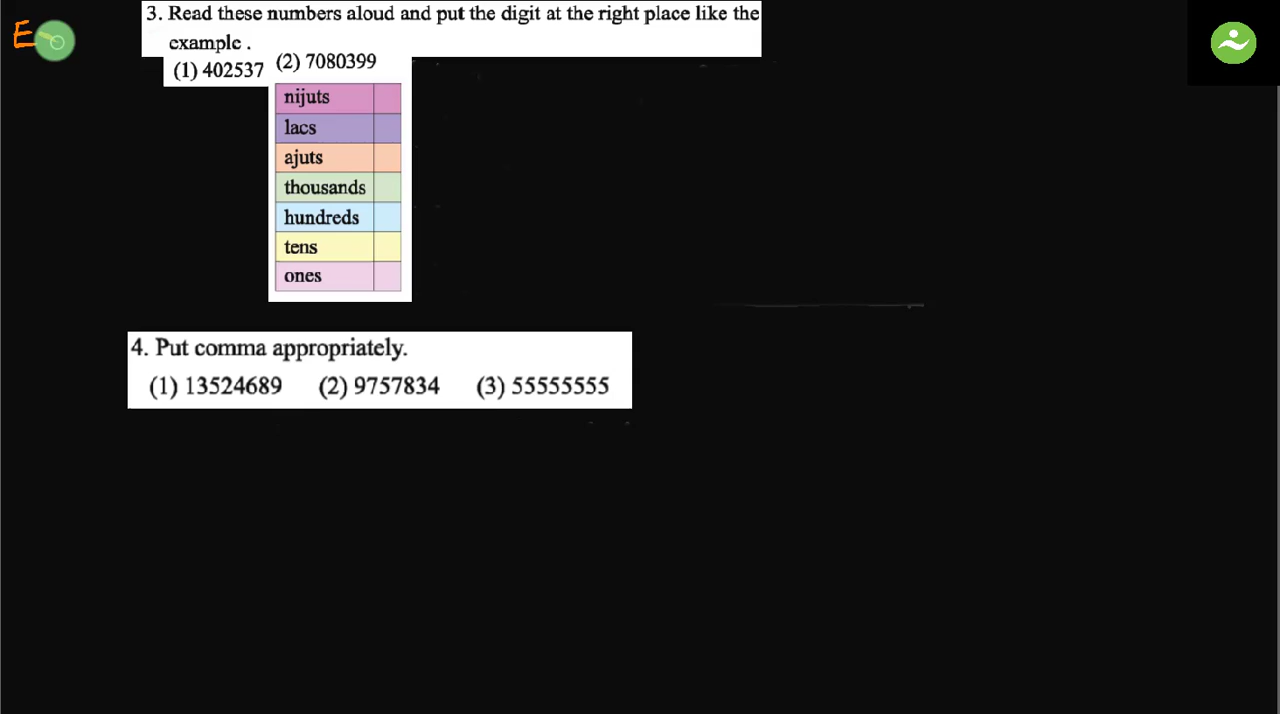 E
3. Read these numbers aloud and put the digit at the right place like the
example .
(1) 402537 (2) 7080399
nijuts
lacs
ajuts
thousands
hundreds
tens
ones
4. Put comma appropriately.
(1) 13524689 (2) 9757834 (3) 55555555